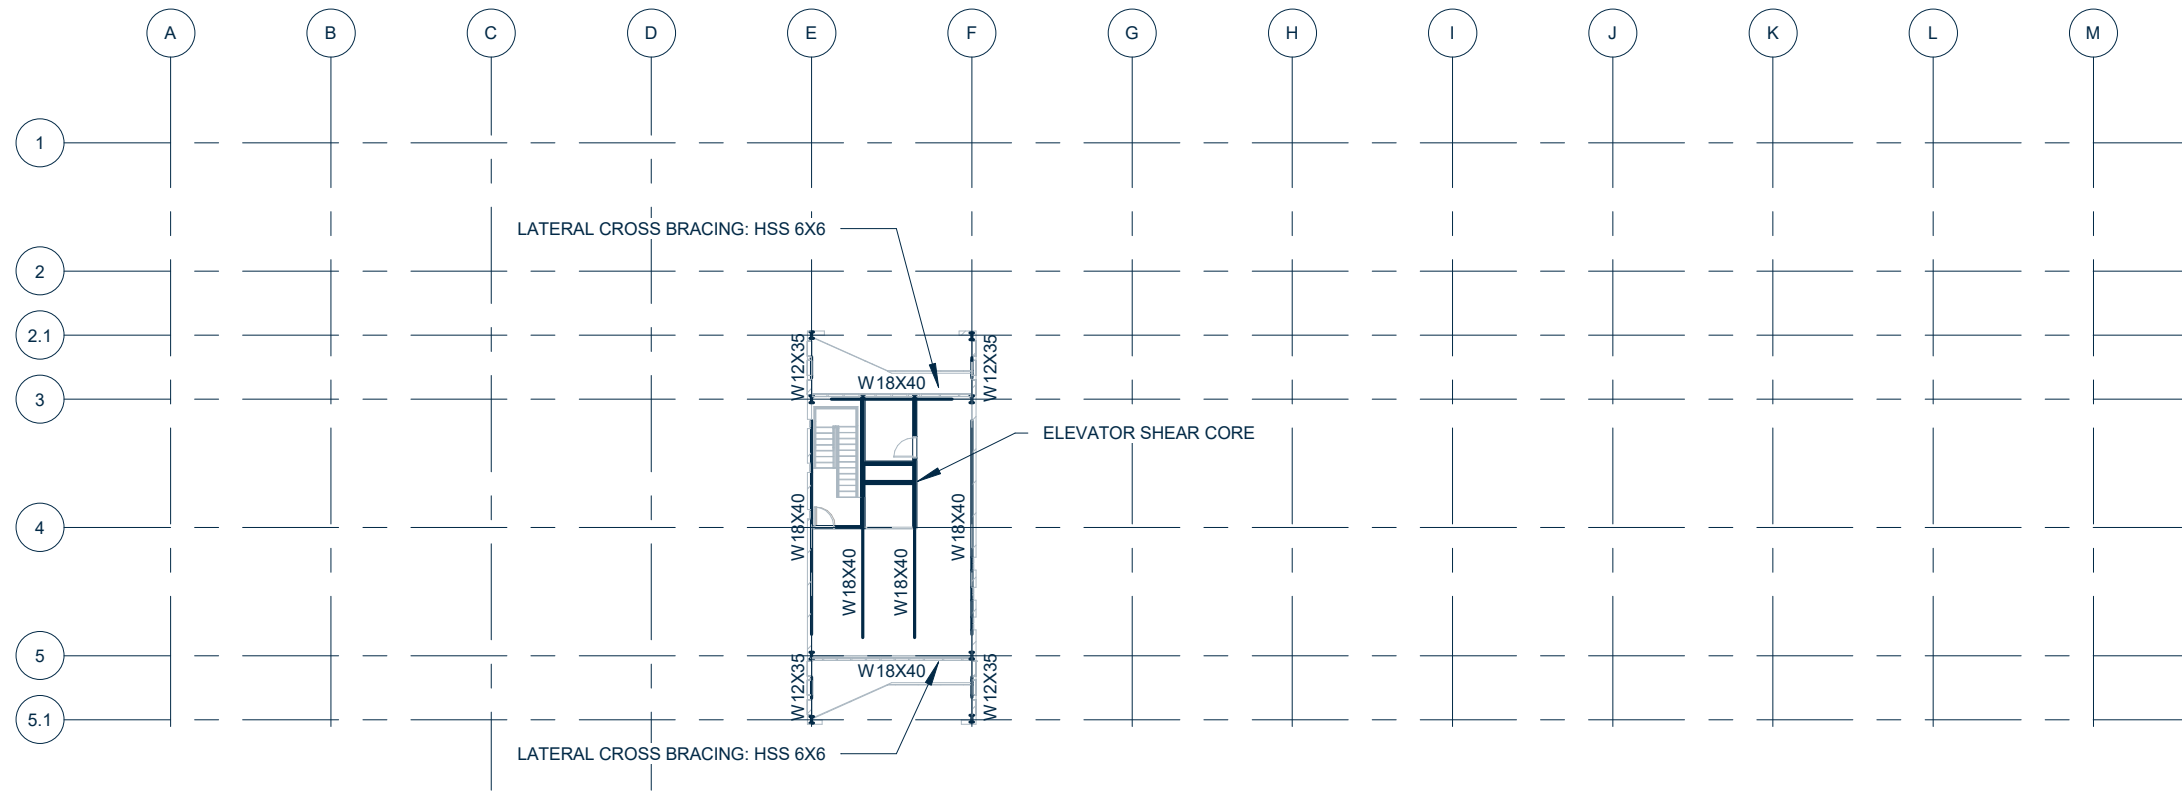 A
B
C
D
E
F
G
H
I
J
K
L
M
1
LATERAL CROSS BRACING: HSS 6X6
2
2.1
W12X35
W12X35
W18X40
3
ELEVATOR SHEAR CORE
4
W18X40
W18X40
W18X40
W18X40
5
W12X35
W18X40
W12X35
5.1
LATERAL CROSS BRACING: HSS 6X6